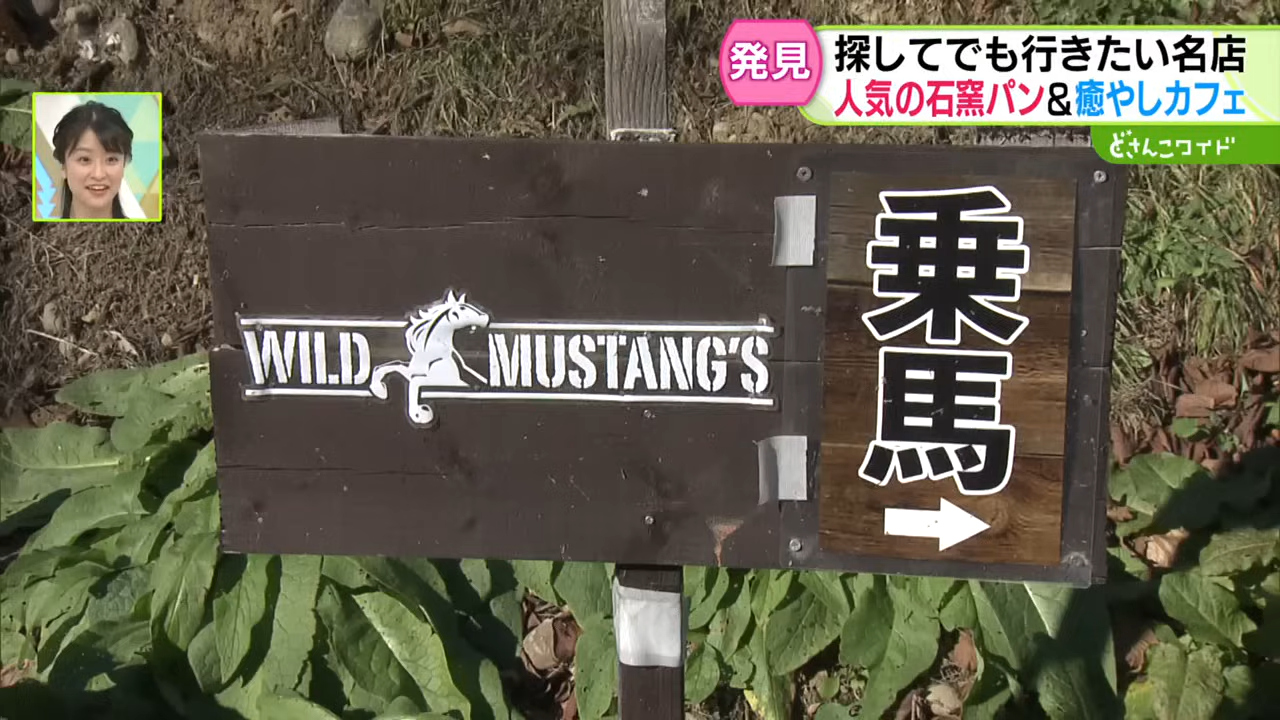 発見
探してでも行きたい名店
人気の石窯パン&癒やしカフェ
どさんこワイド
WILD MUSTANG'S
乗馬